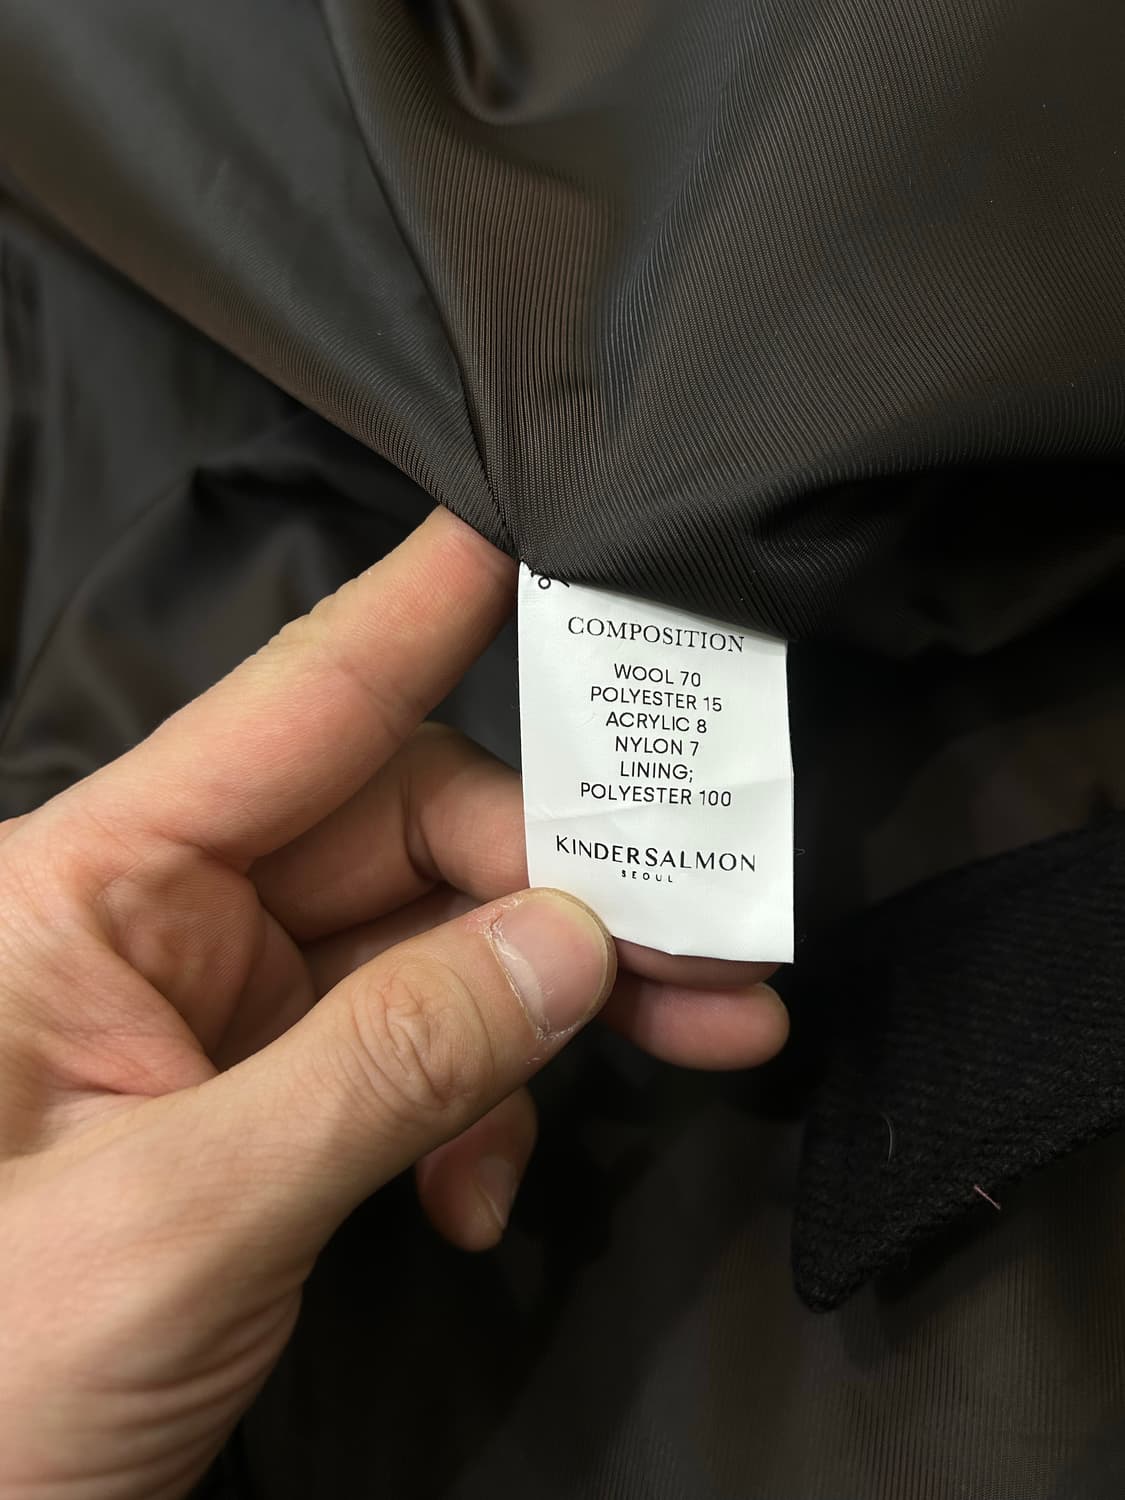 COMPOSITION
WOOL 70
POLYESTER 15
ACRYLIC 8
NYLON 7
LINING;
POLYESTER 100
KINDERSALMON
SEOUL